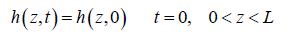 h(z,t)=h(z,0) t=0, 0<z<L